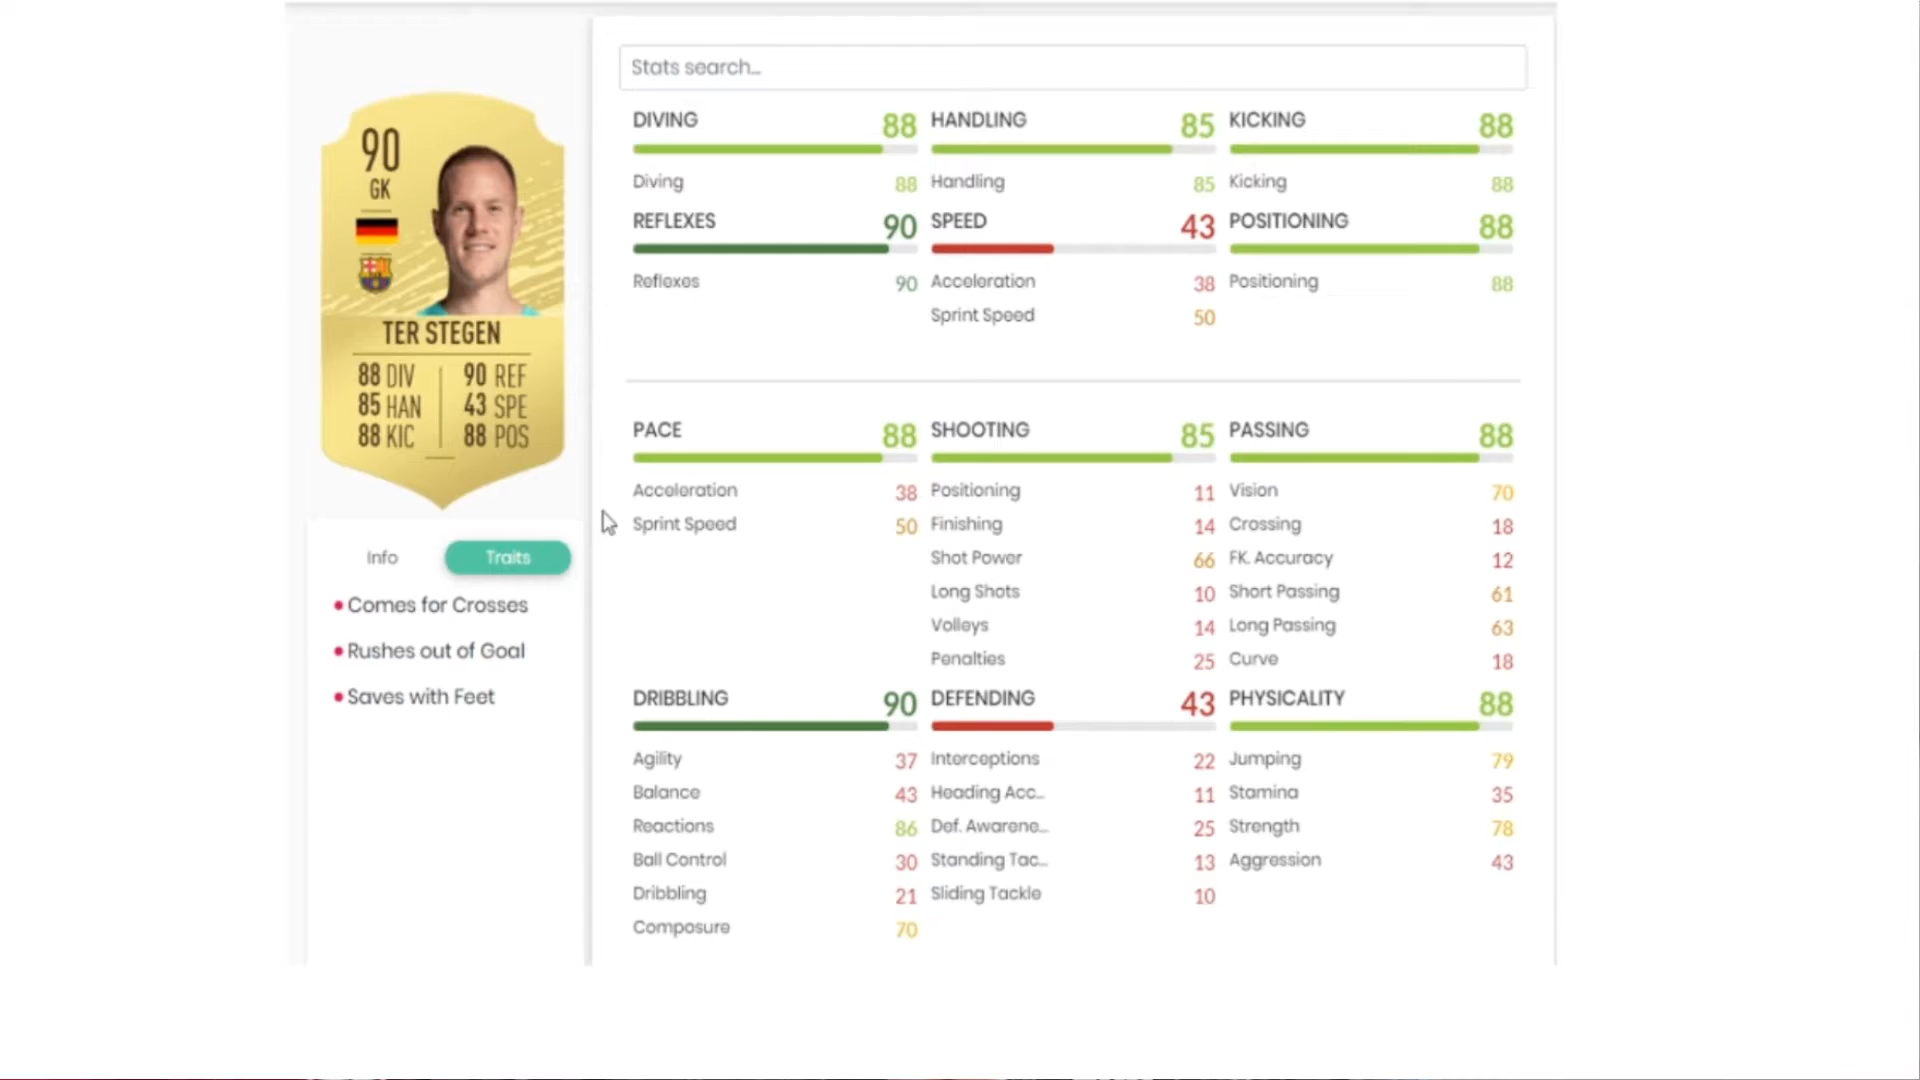 90
GK
TER STEGEN
88 DIV 90 REF
85 HAN 43 SPE
88 KIC 88 POS
Info Traits
Comes for Crosses
Rushes out of Goal
Saves with Feet
Stats search...
DIVING 88 HANDLING 85 KICKING 88
Diving 88 Handling 85 Kicking 88
REFLEXES 90 SPEED 43 POSITIONING 88
Reflexes 90 Acceleration 38 Positioning 88
Sprint Speed 50
PACE 88 SHOOTING 85 PASSING 88
Acceleration 38 Positioning 11 Vision 70
Sprint Speed 50 Finishing 14 Crossing 18
Shot Power 66 FK. Accuracy 12
Long Shots 10 Short Passing 61
Volleys 14 Long Passing 63
Penalties 25 Curve 18
DRIBBLING 90 DEFENDING 43 PHYSICALITY 88
Agility 37 Interceptions 22 Jumping 79
Balance 43 Heading Acc... 11 Stamina 35
Reactions 86 Def. Awarene... 25 Strength 78
Ball Control 30 Standing Tac... 13 Aggression 43
Dribbling 21 Sliding Tackle 10
Composure 70